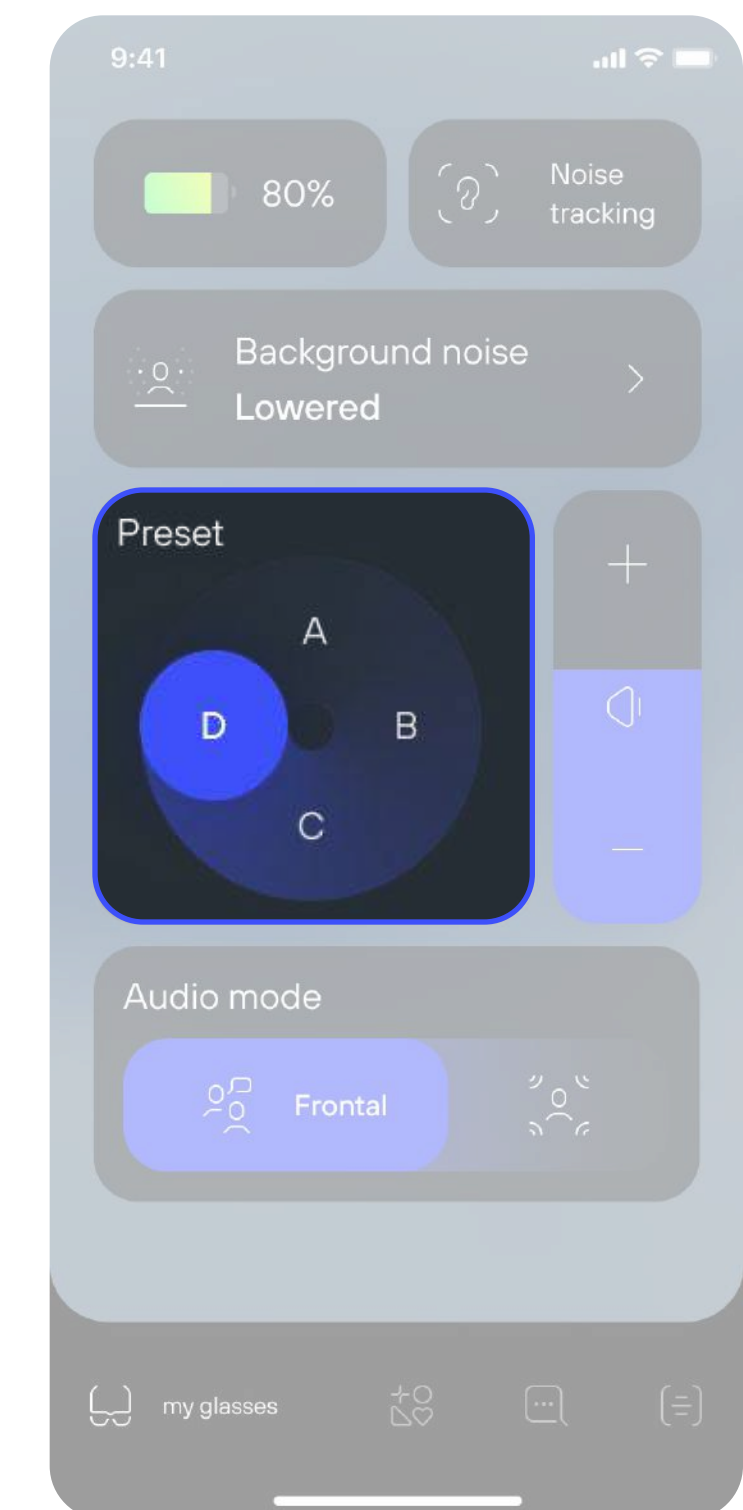 9:41
80%
Noise
tracking
Background noise
Lowered
Preset
A
D
B
C
Audio mode
Frontal
my glasses